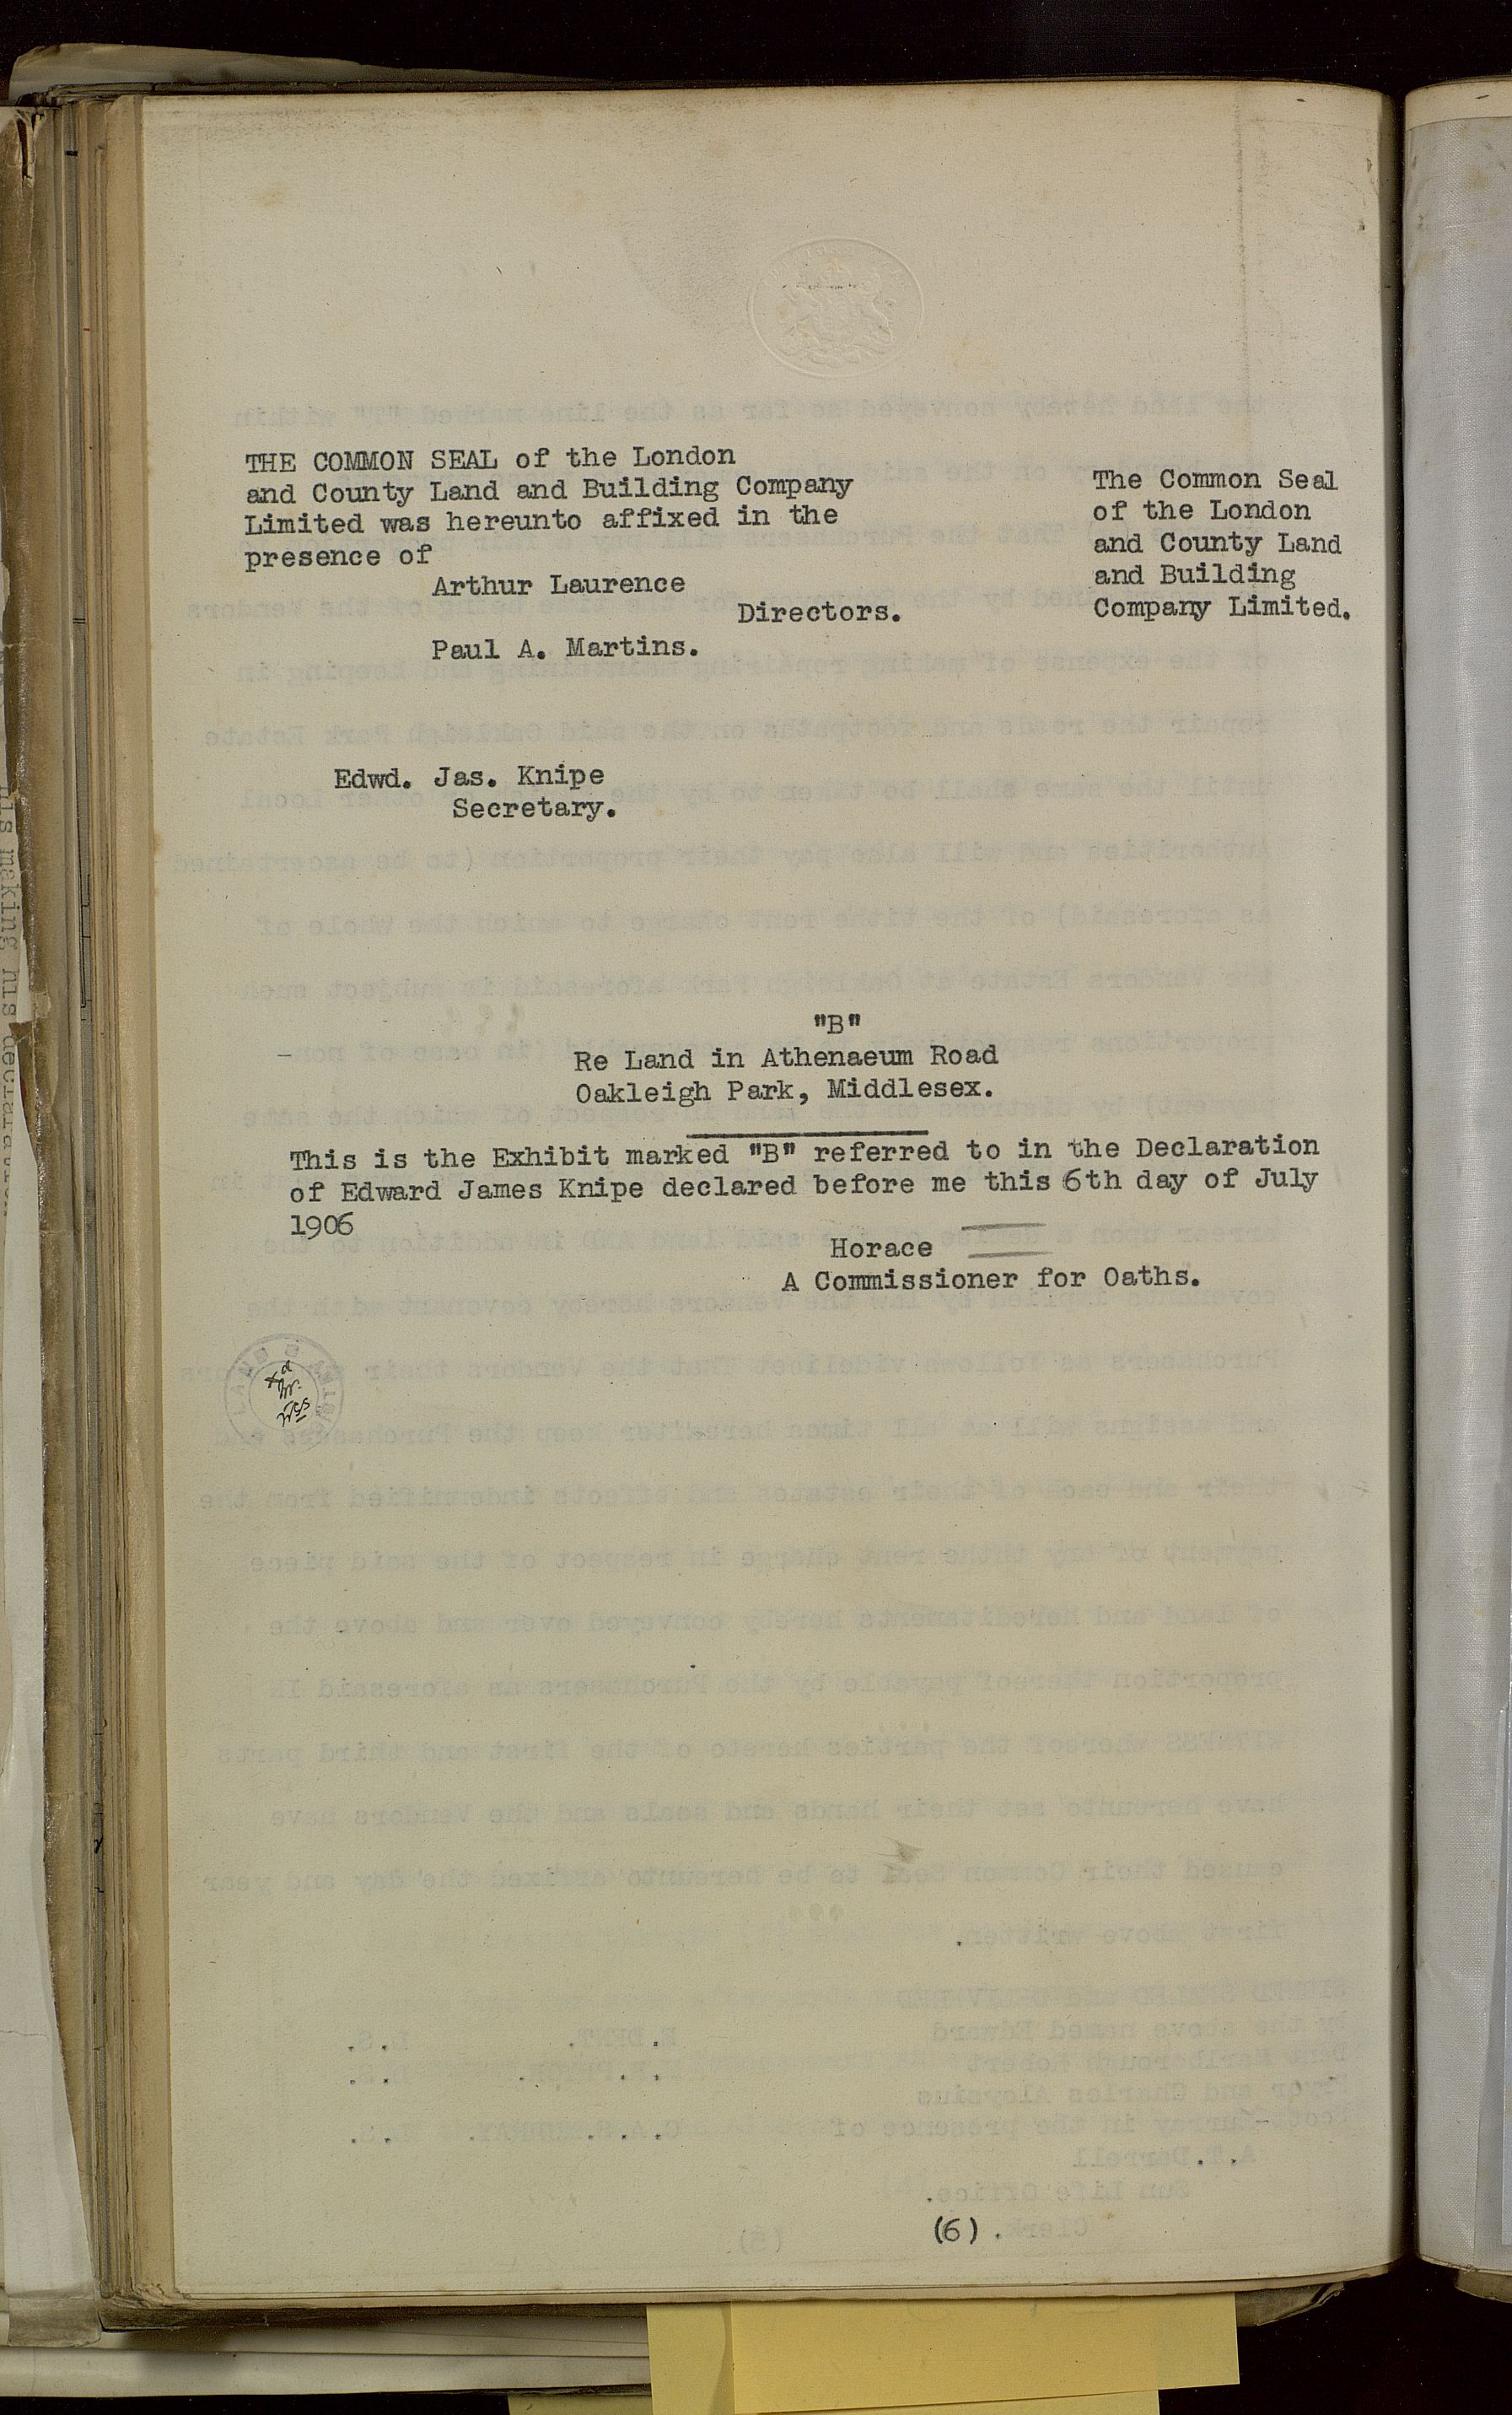 THE COMMON SEAL of the London
and County Land and Building Company
Limited was hereunto affixed in the
presence of
Arthur Laurence
Directors.
Paul A. Martins.
The Common Seal
of the London
and County Land
and Building
Company Limited.
Edwd. Jas. Knipe
Secretary.
"B"
Re Land in Athenaeum Road
Oakleigh Park, Middlesex.
This is the Exhibit marked "B" referred to in the Declaration
of Edward James Knipe declared before me this 6th day of July
1906
Horace
A Commissioner for Oaths.
(6).